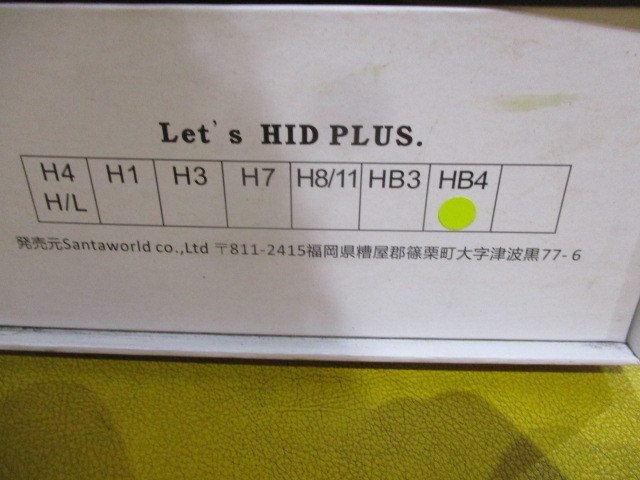 Let's HID PLUS.
H4 H1 H3 H7 H8/11 HB3 HB4
H/L
発売元Santaworld co.,Ltd 〒811-2415福岡県糟屋郡篠栗町大字津波黒77-6